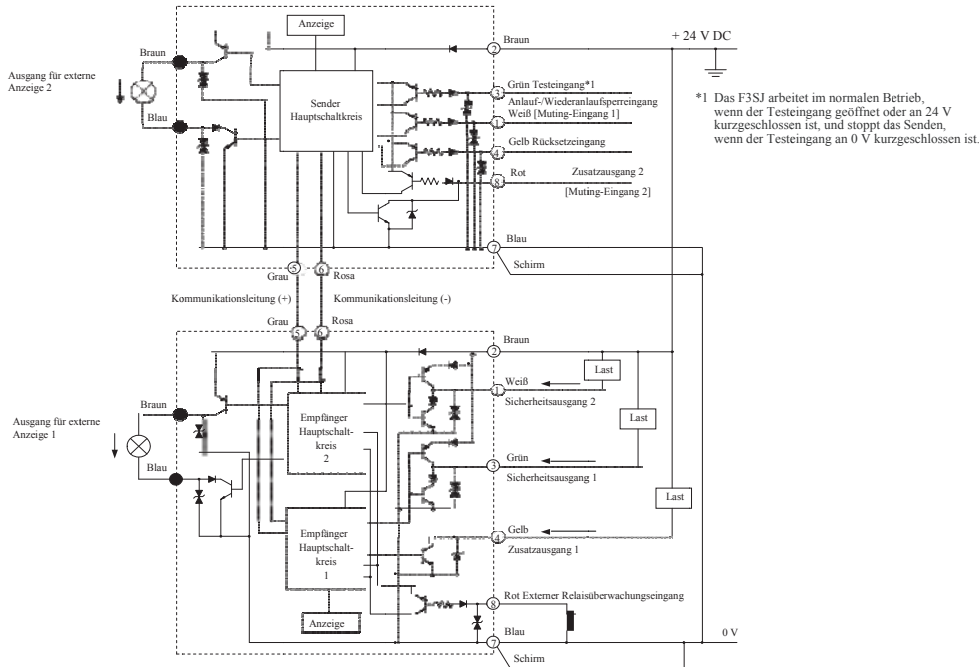 Anzeige
Braun
+ 24 V DC
2
Braun
Ausgang für externe
Anzeige 2
Blau
Sender
Hauptschaltkreis
3
Grün Testeingang*1
Anlauf-/Wiederanlaufsperreingang
1
Weiß [Muting-Eingang 1]
4
Gelb Rücksetzeingang
8
Rot
Zusatzausgang 2
[Muting-Eingang 2]
*1 Das F3SJ arbeitet im normalen Betrieb,
wenn der Testeingang geöffnet oder an 24 V
kurzgeschlossen ist, und stoppt das Senden,
wenn der Testeingang an 0 V kurzgeschlossen ist.
Blau
7
Schirm
Grau
5
6
Rosa
Kommunikationsleitung (+)
Kommunikationsleitung (-)
Grau
Rosa
5
6
Braun
2
Last
Weiß
1
Sicherheitsausgang 2
Last
Braun
Ausgang für externe
Anzeige 1
Blau
Empfänger
Hauptschalt-
kreis
2
Grün
3
Sicherheitsausgang 1
Last
Empfänger
Hauptschalt-
kreis
1
Gelb
4
Zusatzausgang 1
Anzeige
8
Rot Externer Relaisüberwachungseingang
Blau
7
0 V
Schirm